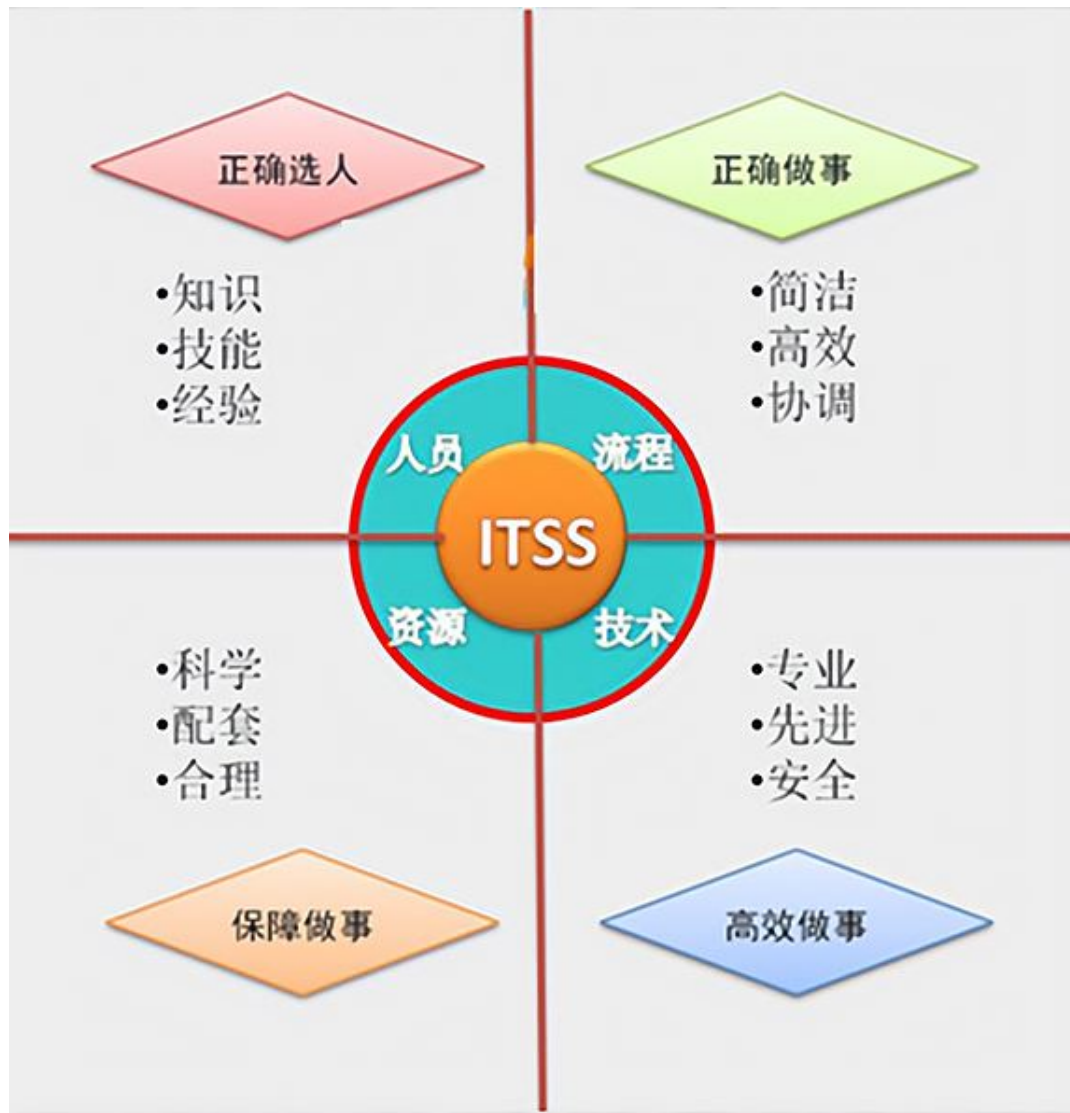 正确选人
•知识
•技能
•经验
正确做事
•简洁
•高效
•协调
人员
流程
ITSS
资源
技术
•科学
•配套
•合理
保障做事
•专业
•先进
•安全
高效做事